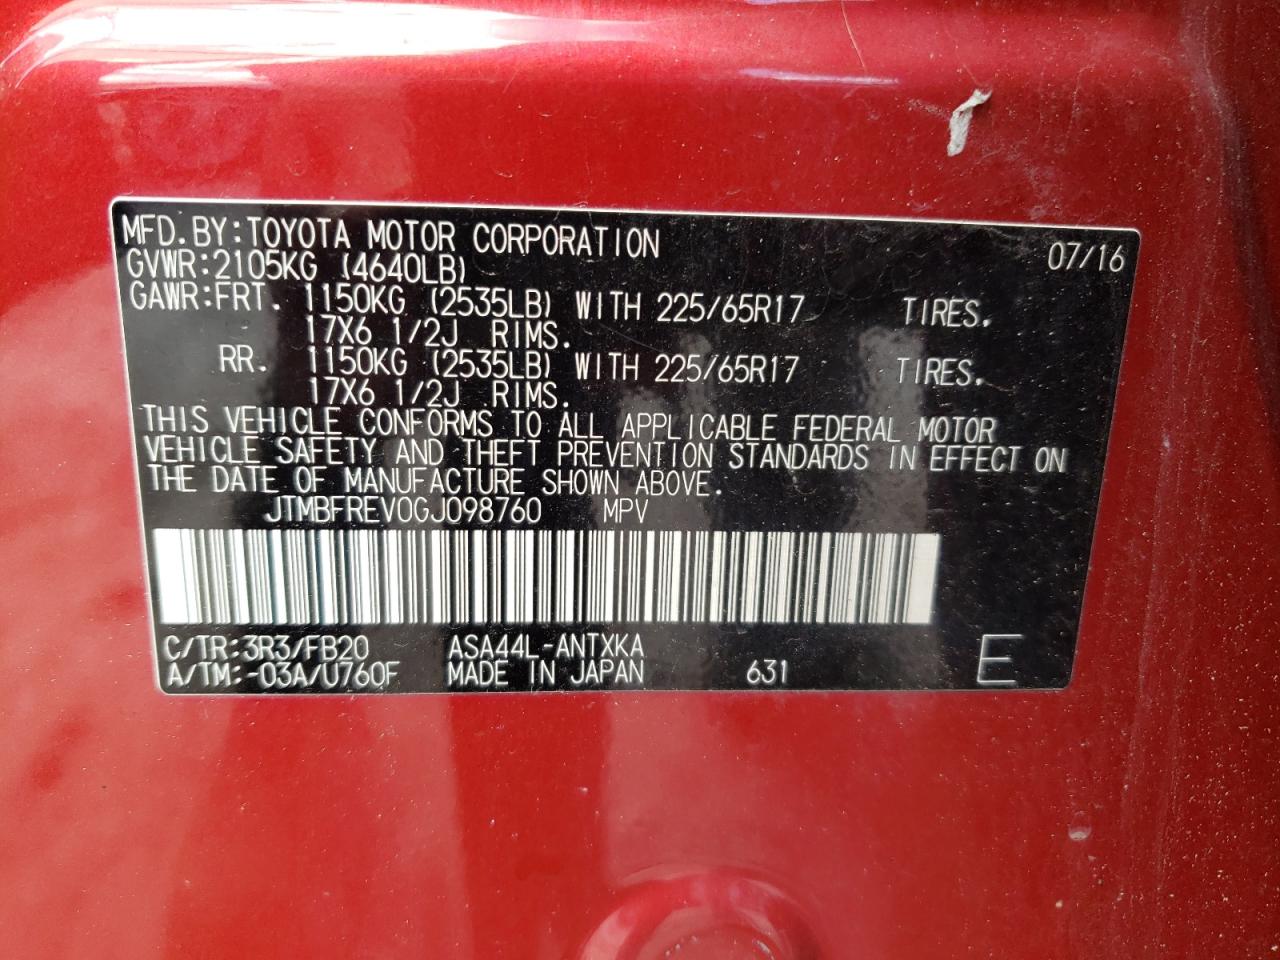 MFD. BY: TOYOTA MOTOR CORPORATION 07/16
GVWR: 2105KG (4640LB)
GAWR: FRT. 1150KG (2535LB) WITH 225/65R17 TIRES.
17X6 1/2J RIMS.
RR. 1150KG (2535LB) WITH 225/65R17 TIRES.
17X6 1/2J RIMS.
THIS VEHICLE CONFORMS TO ALL APPLICABLE FEDERAL MOTOR
VEHICLE SAFETY AND THEFT PREVENTION STANDARDS IN EFFECT ON
THE DATE OF MANUFACTURE SHOWN ABOVE.
JTMBFREV0GJ098760 MPV
C/TR: 3R3/FB20 ASA44L-ANTXKA
A/TM: -03A/U760F MADE IN JAPAN 631 E